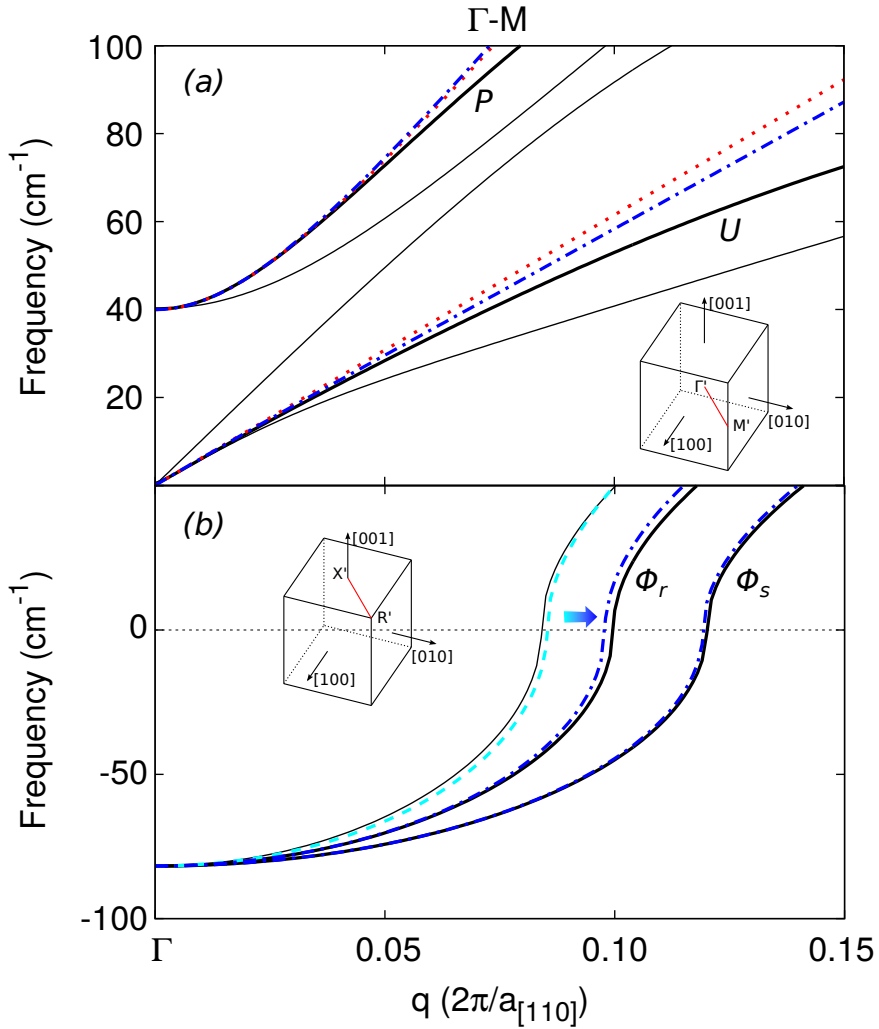 Γ-M
(a)
100
80
60
40
20
Frequency (cm⁻¹)
P
U
[001]
Γ'
M'
[010]
[100]
(b)
0
-50
-100
Frequency (cm⁻¹)
[001]
X'
R'
[010]
[100]
Φr
Φs
Γ 0.05 0.10 0.15
q (2π/a[110])